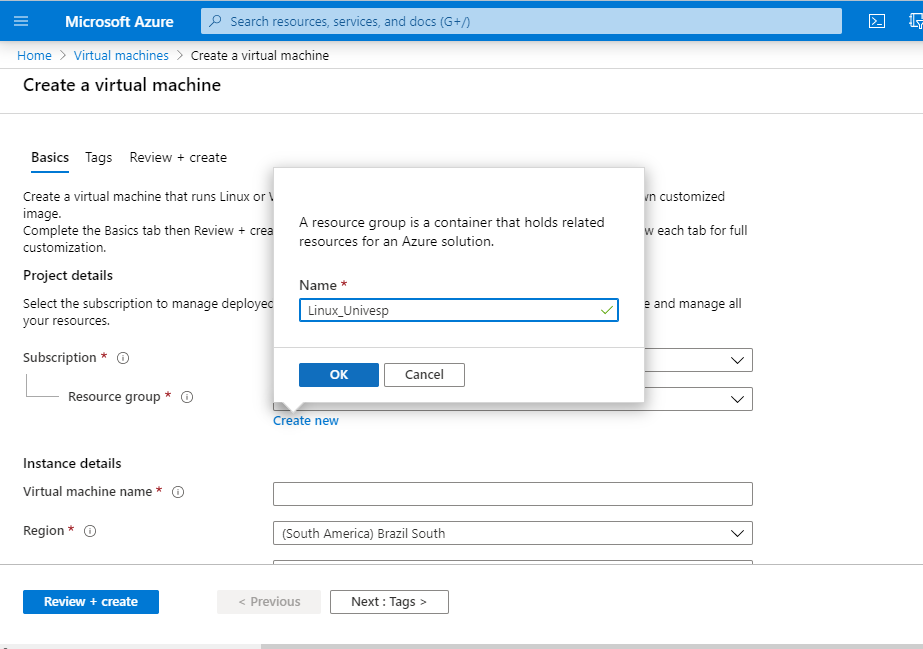 Microsoft Azure
Search resources, services, and docs (G+/)
Home > Virtual machines > Create a virtual machine
Create a virtual machine
Basics Tags Review + create
Create a virtual machine that runs Linux or
wn customized
image.
Complete the Basics tab then Review +
w each tab for full
customization.
Project details
Select the subscription to manage deployed
e and manage all
your resources.
A resource group is a container that holds related
resources for an Azure solution.
Name *
Linux_Univesp
OK Cancel
Subscription *
Resource group *
Create new
Instance details
Virtual machine name *
Region *
(South America) Brazil South
Review + create
< Previous
Next : Tags >